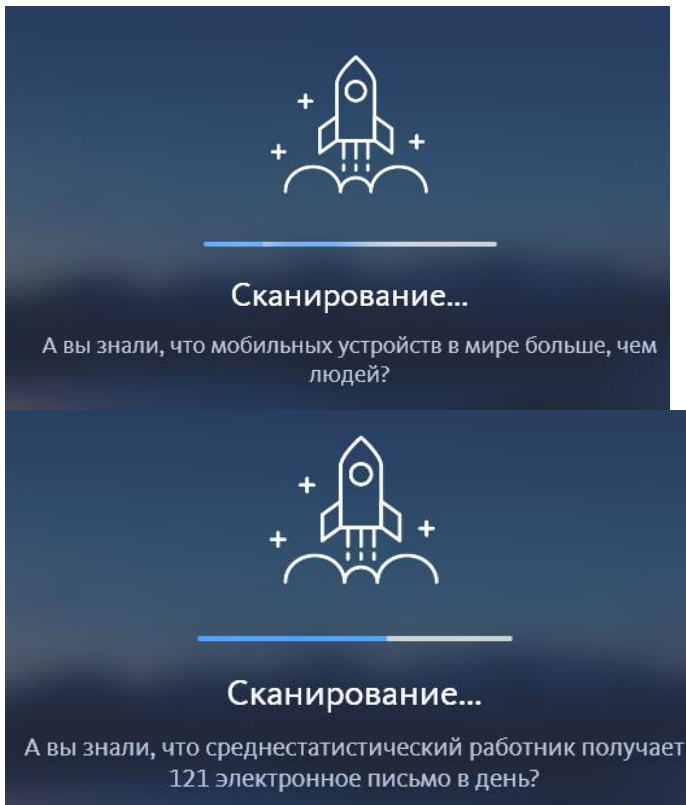 Сканирование...
А вы знали, что мобильных устройств в мире больше, чем
людей?
Сканирование...
А вы знали, что среднестатистический работник получает
121 электронное письмо в день?